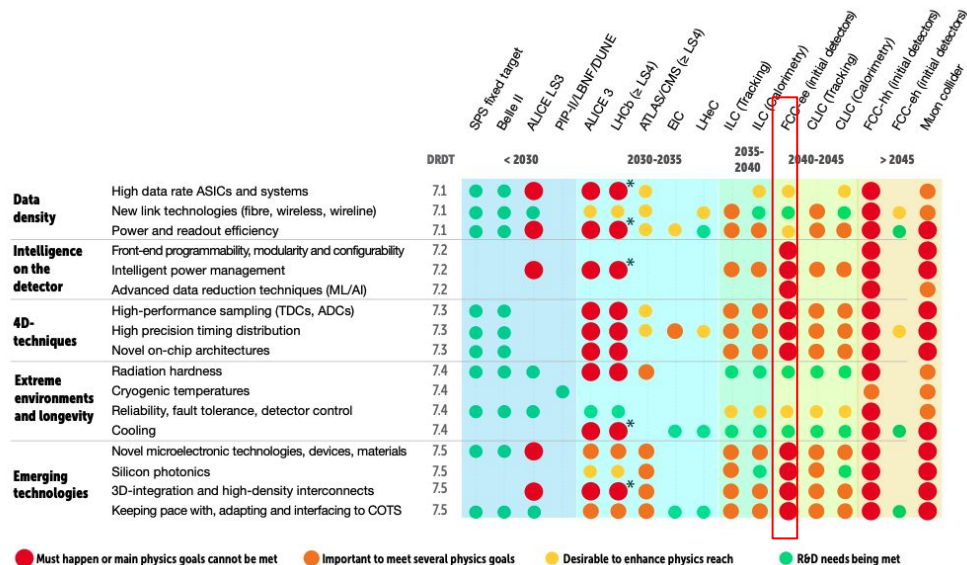 SPS fixed target
Belle II
ALICE LS3
PIP-II/LBNF/DUNE
ALICE 3
LHCb (≥ LS4)
ATLAS/CMS (≥ LS4)
EIC
LHeC
ILC (Tracking)
ILC (Calorimetry)
FCC-ee (initial detectors)
CLIC (Tracking)
CLIC (Calorimetry)
FCC-hh (initial detectors)
FCC-eh (initial detectors)
Muon collider
DRDT < 2030 2030-2035 2035-2040 2040-2045 > 2045
Data density
High data rate ASICs and systems 7.1 *
New link technologies (fibre, wireless, wireline) 7.1
Power and readout efficiency 7.1 *
Intelligence on the detector
Front-end programmability, modularity and configurability 7.2
Intelligent power management 7.2 *
Advanced data reduction techniques (ML/AI) 7.2
4D-techniques
High-performance sampling (TDCs, ADCs) 7.3
High precision timing distribution 7.3
Novel on-chip architectures 7.3
Extreme environments and longevity
Radiation hardness 7.4
Cryogenic temperatures 7.4
Reliability, fault tolerance, detector control 7.4
Cooling 7.4 *
Emerging technologies
Novel microelectronic technologies, devices, materials 7.5
Silicon photonics 7.5
3D-integration and high-density interconnects 7.5 *
Keeping pace with, adapting and interfacing to COTS 7.5
Must happen or main physics goals cannot be met
Important to meet several physics goals
Desirable to enhance physics reach
R&D needs being met